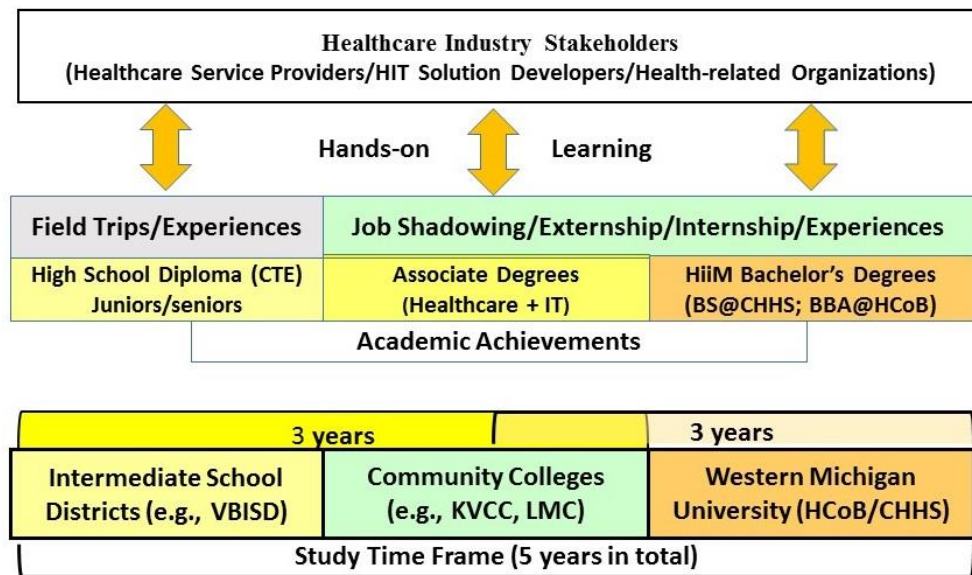 Healthcare Industry Stakeholders
(Healthcare Service Providers/HIT Solution Developers/Health-related Organizations)
Hands-on Learning
Field Trips/Experiences
Job Shadowing/Externship/Internship/Experiences
High School Diploma (CTE)
Juniors/seniors
Associate Degrees
(Healthcare + IT)
HiiM Bachelor's Degrees
(BS@CHHS; BBA@HCoB)
Academic Achievements
3 years
3 years
Intermediate School
Districts (e.g., VBISD)
Community Colleges
(e.g., KVCC, LMC)
Western Michigan
University (HCoB/CHHS)
Study Time Frame (5 years in total)